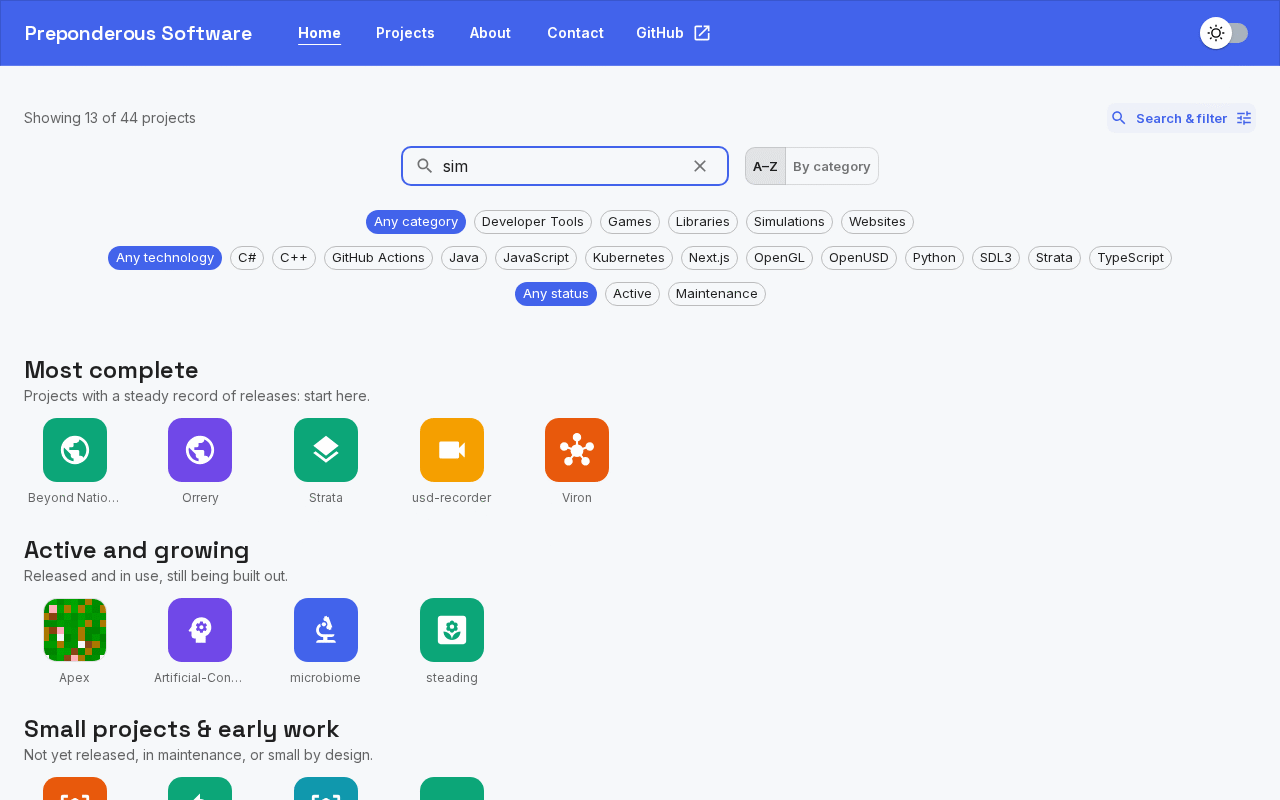 Preponderous Software
Home
Projects
About
Contact
GitHub
Showing 13 of 44 projects
Search & filter
sim
A–Z
By category
Any category
Developer Tools
Games
Libraries
Simulations
Websites
Any technology
C#
C++
GitHub Actions
Java
JavaScript
Kubernetes
Next.js
OpenGL
OpenUSD
Python
SDL3
Strata
TypeScript
Any status
Active
Maintenance
Most complete
Projects with a steady record of releases: start here.
Beyond Natio…
Orrery
Strata
usd-recorder
Viron
Active and growing
Released and in use, still being built out.
Apex
Artificial-Con…
microbiome
steading
Small projects & early work
Not yet released, in maintenance, or small by design.